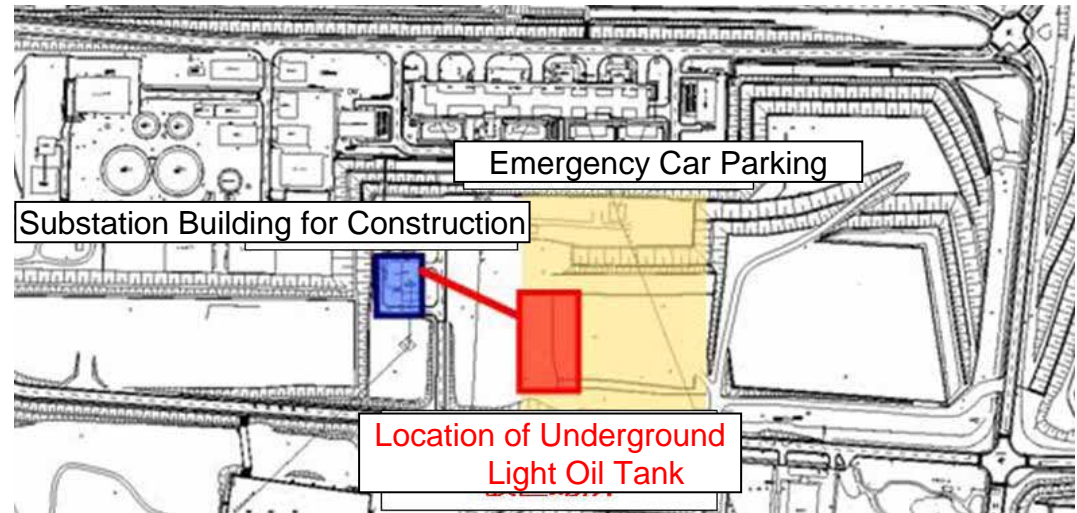 Emergency Car Parking
Substation Building for Construction
Location of Underground
Light Oil Tank